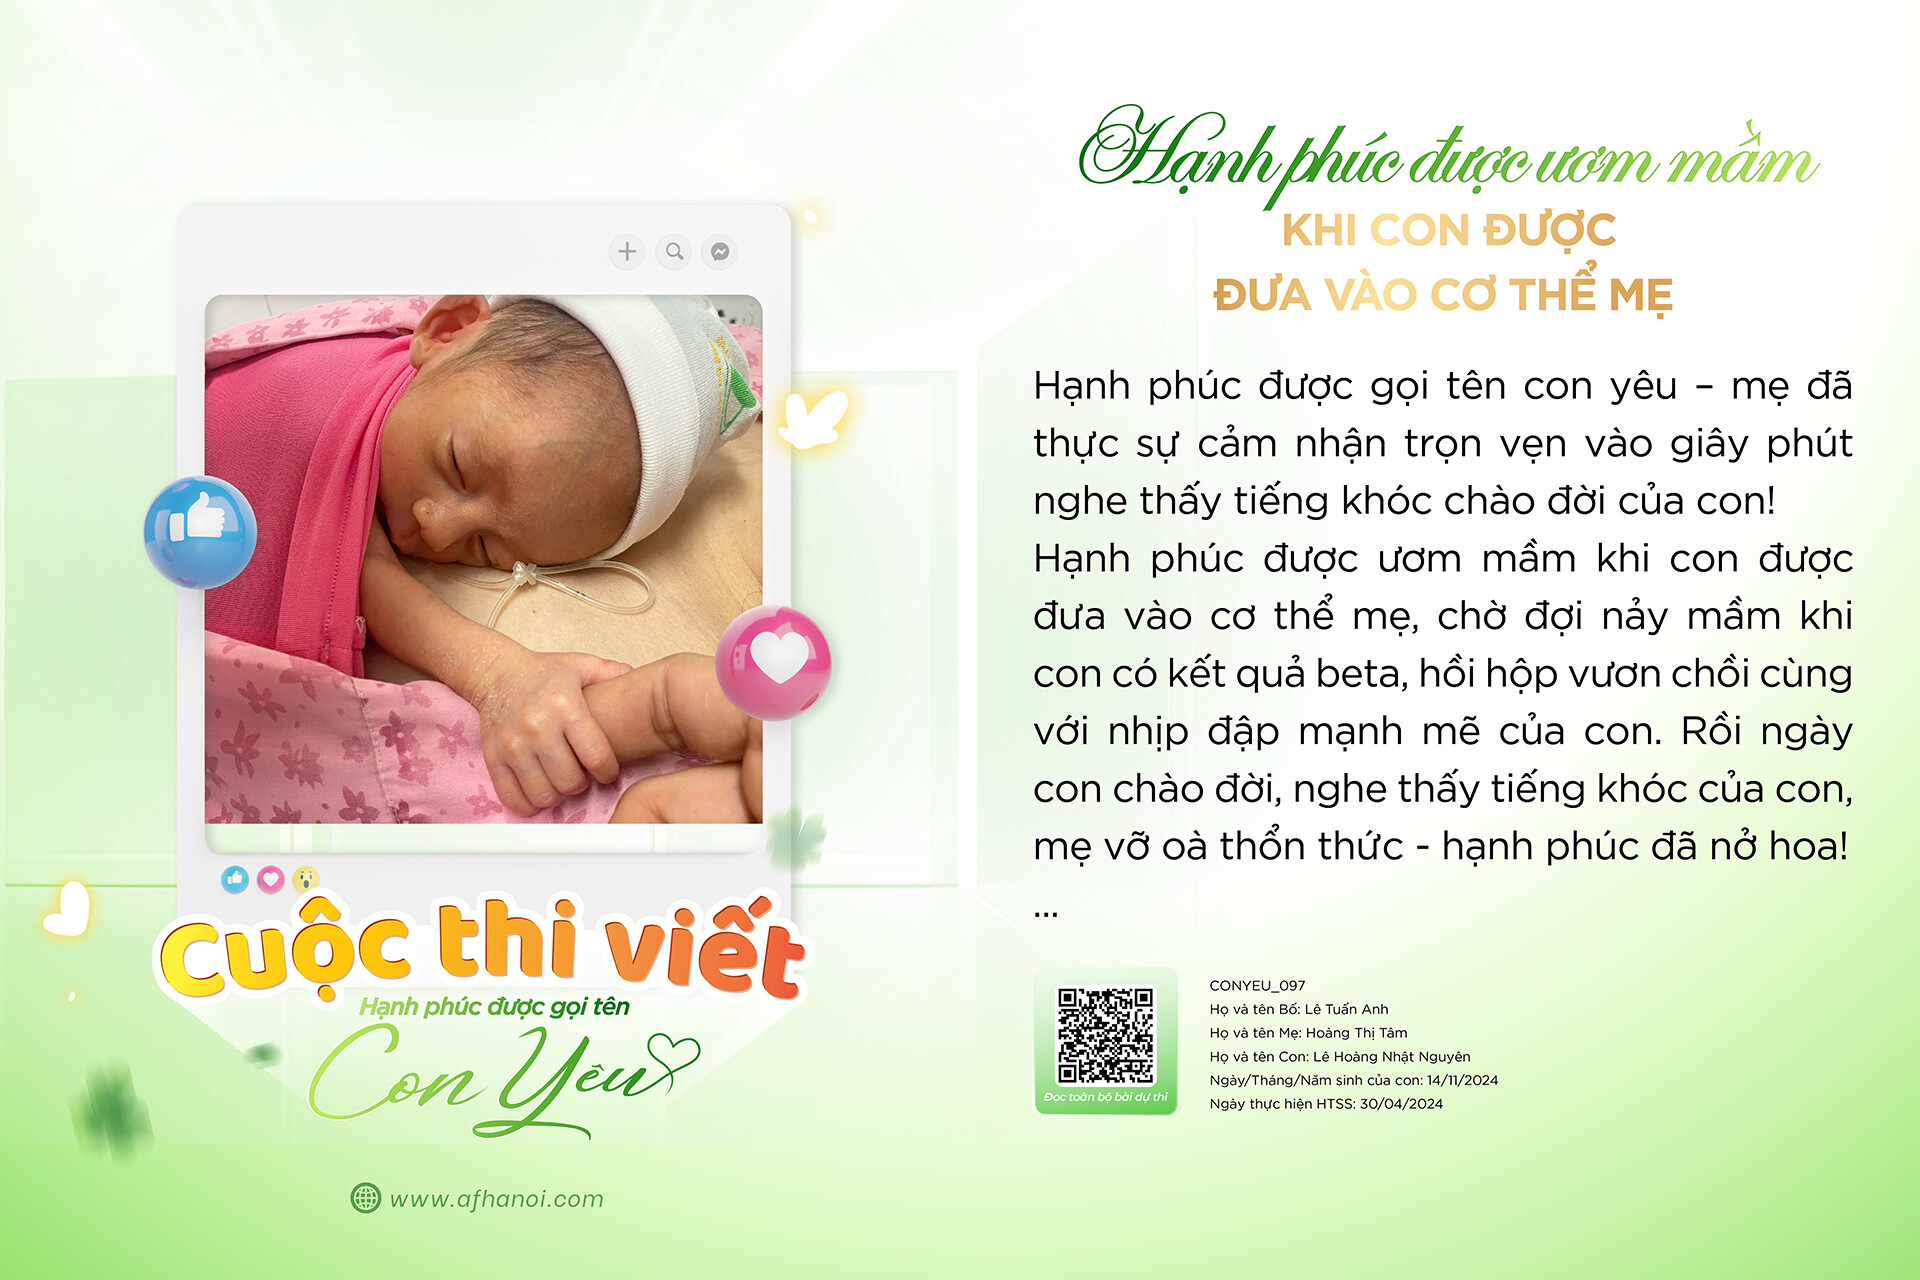 Hạnh phúc được ươm mầm
KHI CON ĐƯỢC
ĐƯA VÀO CƠ THỂ MẸ
Hạnh phúc được gọi tên con yêu – mẹ đã
thực sự cảm nhận trọn vẹn vào giây phút
nghe thấy tiếng khóc chào đời của con!
Hạnh phúc được ươm mầm khi con được
đưa vào cơ thể mẹ, chờ đợi nảy mầm khi
con có kết quả beta, hồi hộp vươn chồi cùng
với nhịp đập mạnh mẽ của con. Rồi ngày
con chào đời, nghe thấy tiếng khóc của con,
mẹ vỡ oà thổn thức - hạnh phúc đã nở hoa!
...
Cuộc thi viết
Hạnh phúc được gọi tên
Con Yêu
www.afhanoi.com
Đọc toàn bộ bài dự thi
CONYEU_097
Họ và tên Bố: Lê Tuấn Anh
Họ và tên Mẹ: Hoàng Thị Tâm
Họ và tên Con: Lê Hoàng Nhật Nguyên
Ngày/Tháng/Năm sinh của con: 14/11/2024
Ngày thực hiện HTSS: 30/04/2024